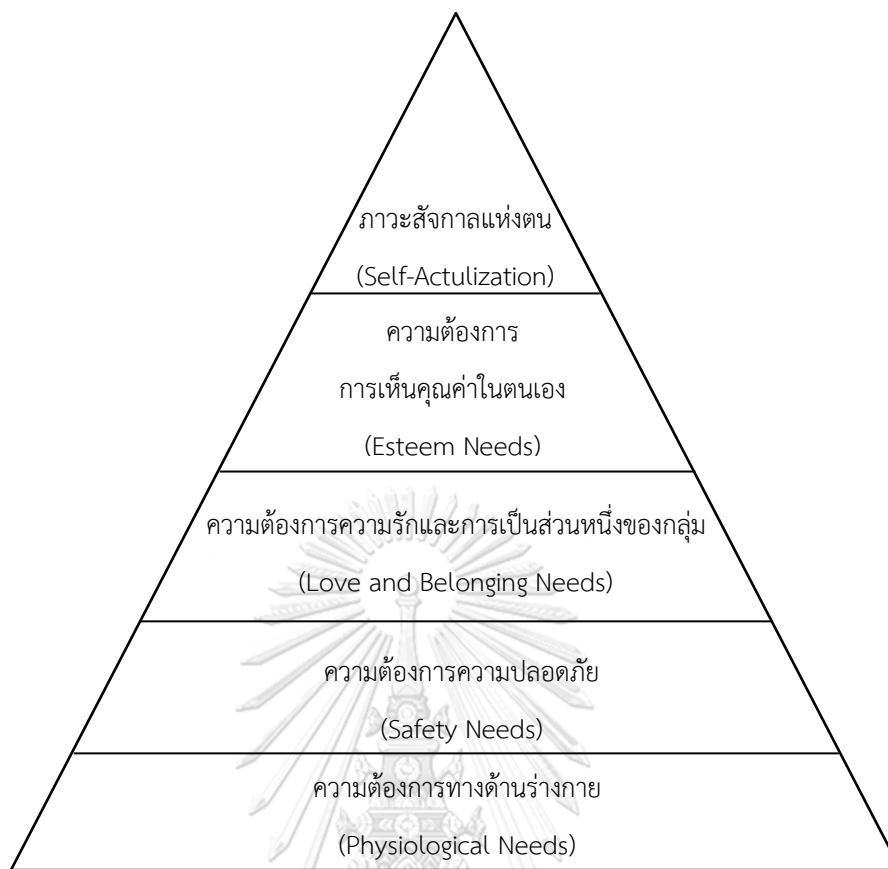 ภาวะสัจกาลแห่งตน
(Self-Actulization)
ความต้องการ
การเห็นคุณค่าในตนเอง
(Esteem Needs)
ความต้องการความรักและการเป็นส่วนหนึ่งของกลุ่ม
(Love and Belonging Needs)
ความต้องการความปลอดภัย
(Safety Needs)
ความต้องการทางด้านร่างกาย
(Physiological Needs)